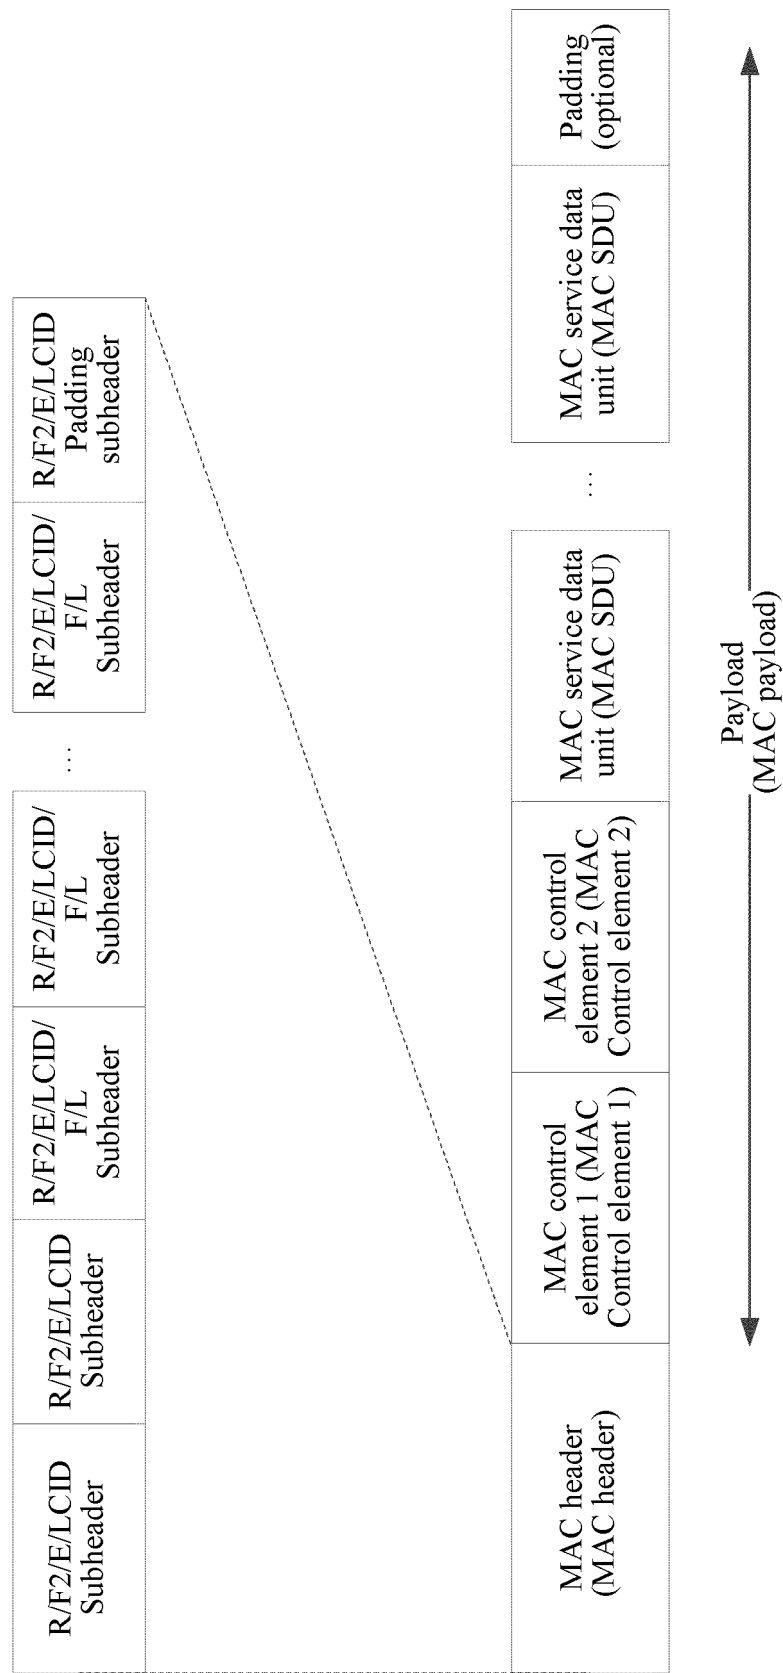 R/F2/E/LCID
Subheader
R/F2/E/LCID
Subheader
R/F2/E/LCID/
F/L
Subheader
R/F2/E/LCID/
F/L
Subheader
...
R/F2/E/LCID/
F/L
Subheader
R/F2/E/LCID
Padding
subheader
MAC header
(MAC header)
MAC control
element 1 (MAC
Control element 1)
MAC control
element 2 (MAC
Control element 2)
MAC service data
unit (MAC SDU)
...
MAC service data
unit (MAC SDU)
Padding
(optional)
Payload
(MAC payload)